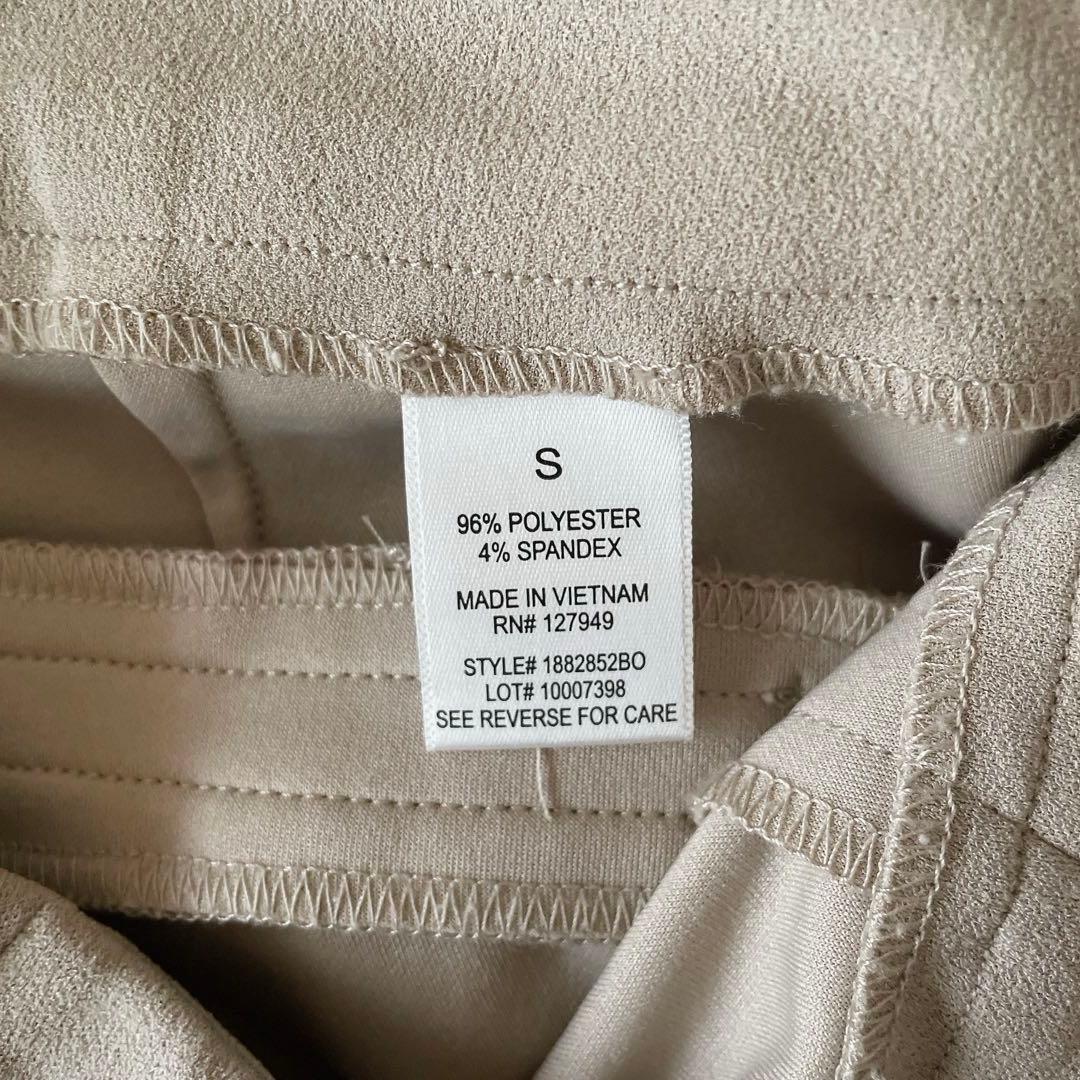 S
96% POLYESTER
4% SPANDEX
MADE IN VIETNAM
RN# 127949
STYLE# 1882852BO
LOT# 10007398
SEE REVERSE FOR CARE